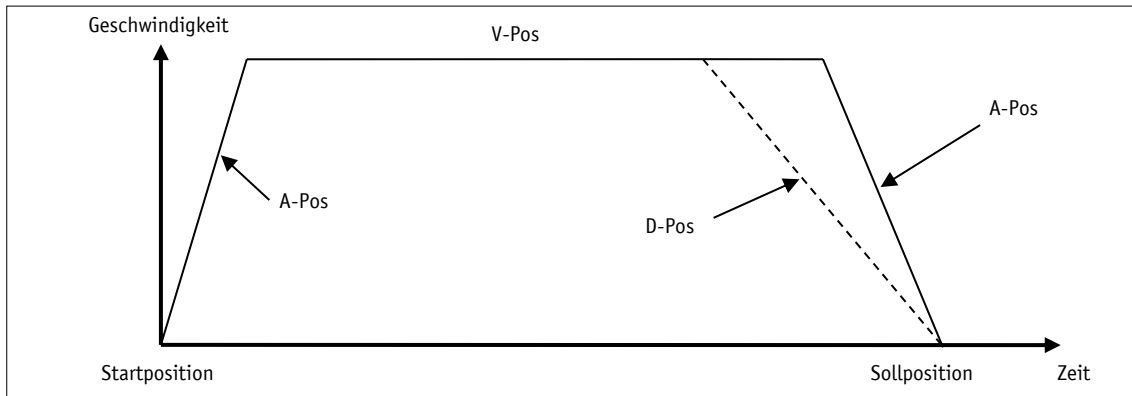 Geschwindigkeit
V-Pos
A-Pos
A-Pos
D-Pos
Startposition
Sollposition
Zeit